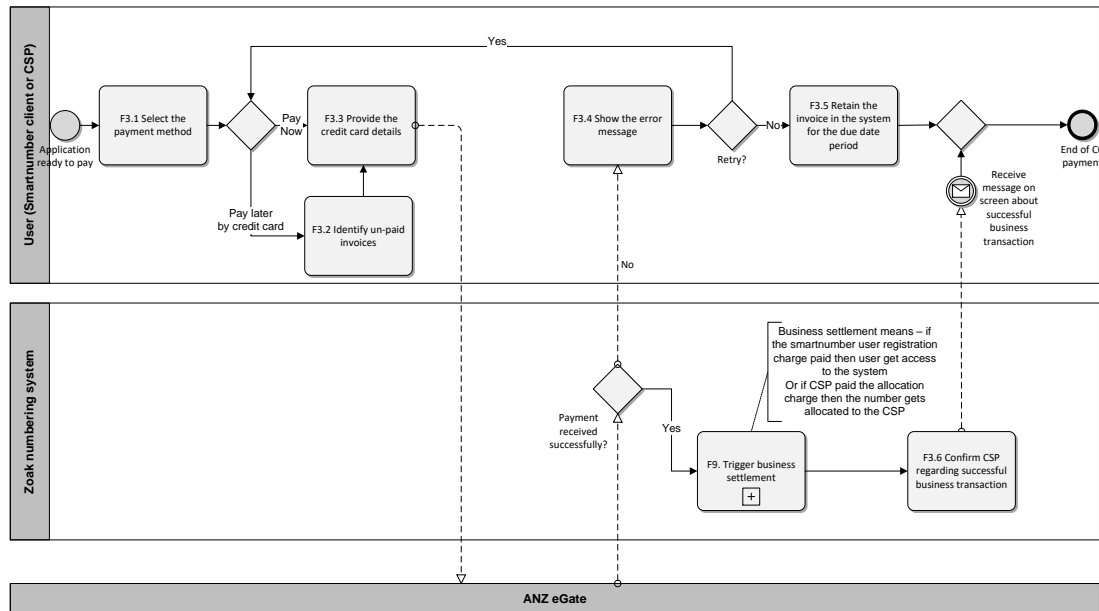 User (Smartnumber client or CSP)
Yes
Application
ready to pay
F3.1 Select the
payment method
Pay
Now
F3.3 Provide the
credit card details
Pay later
by credit card
F3.2 Identify un-paid
invoices
F3.4 Show the error
message
Retry?
No
F3.5 Retain the
invoice in the system
for the due date
period
End of CC
payment
Receive
message on
screen about
successful
business
transaction
No
Zoak numbering system
Business settlement means – if
the smartnumber user registration
charge paid then user get access
to the system
Or if CSP paid the allocation
charge then the number gets
allocated to the CSP
Payment
received
successfully?
Yes
F9. Trigger business
settlement
F3.6 Confirm CSP
regarding successful
business transaction
ANZ eGate